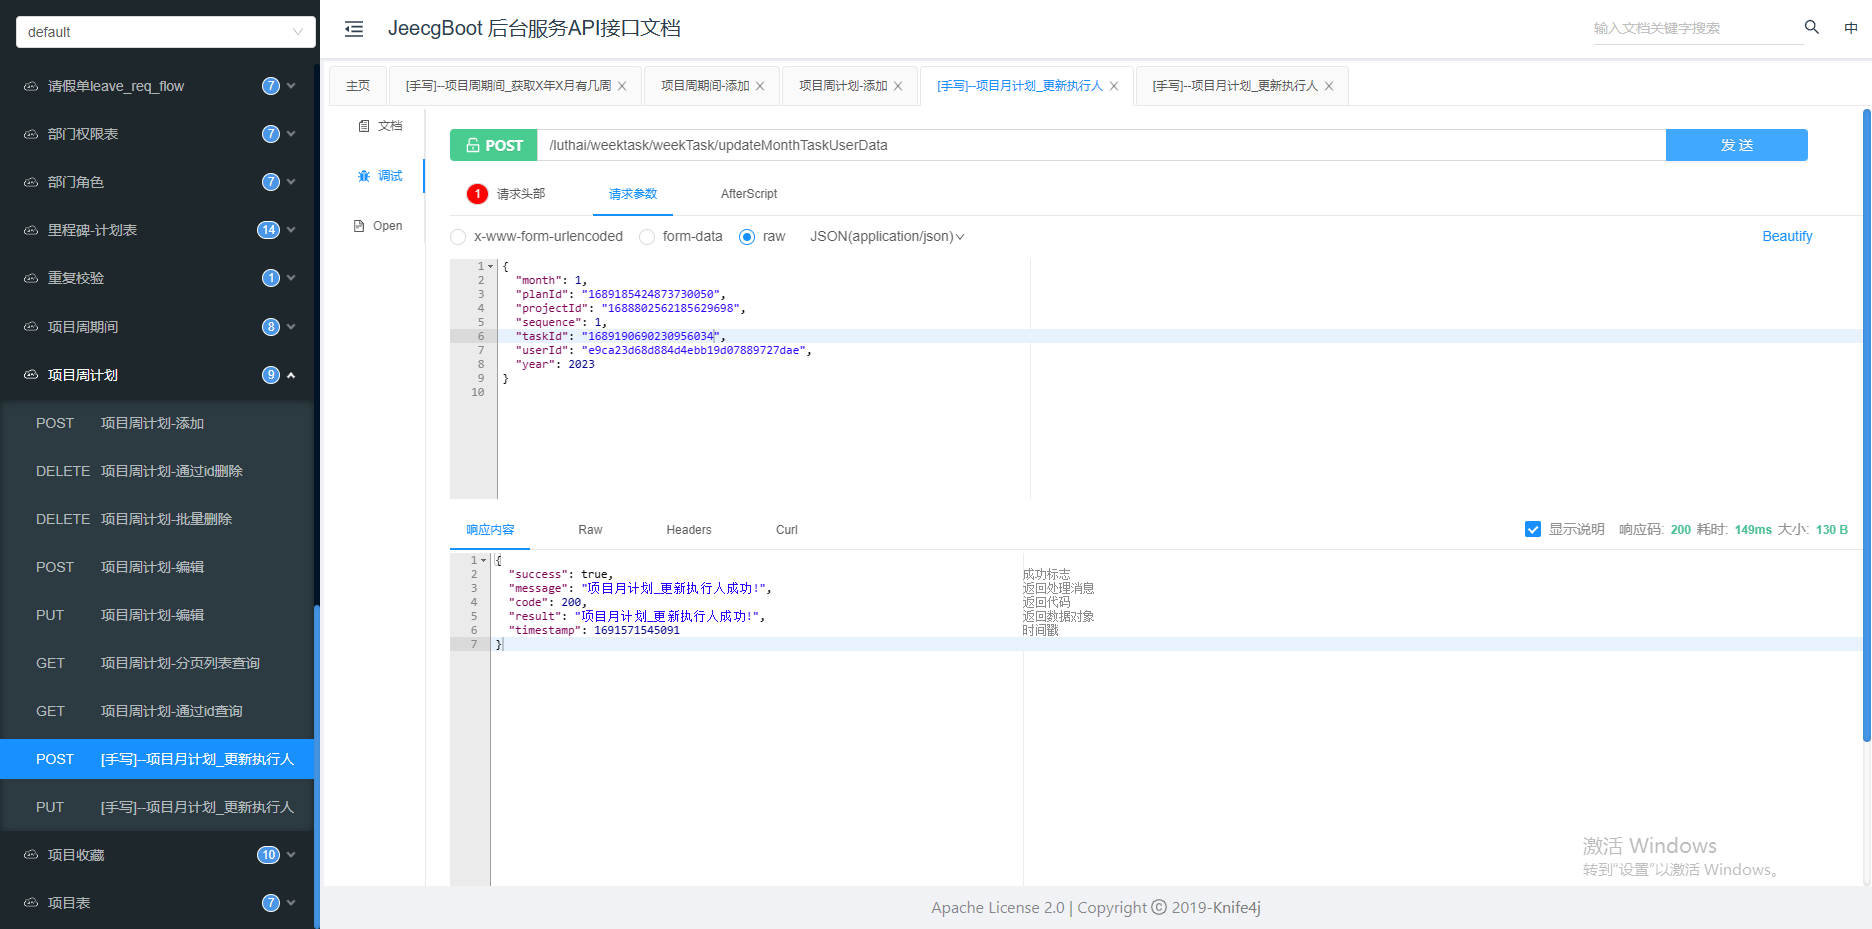 default
请假单leave_req_flow 7
部门权限表 7
部门角色 7
里程碑-计划表 14
重复校验 1
项目周期间 8
项目周计划 9
POST 项目周计划-添加
DELETE 项目周计划-通过id删除
DELETE 项目周计划-批量删除
POST 项目周计划-编辑
PUT 项目周计划-编辑
GET 项目周计划-分页列表查询
GET 项目周计划-通过id查询
POST [手写]--项目月计划_更新执行人
PUT [手写]--项目月计划_更新执行人
项目收藏 10
项目表 7
JeecgBoot 后台服务API接口文档
输入文档关键字搜索
中
主页
[手写]--项目周期间_获取X年X月有几周
项目周期间-添加
项目周计划-添加
[手写]--项目月计划_更新执行人
[手写]--项目月计划_更新执行人
文档
调试
Open
POST /luthai/weektask/weekTask/updateMonthTaskUserData 发 送
1 请求头部 请求参数 AfterScript
x-www-form-urlencoded form-data raw JSON(application/json) Beautify
1 {
2 "month": 1,
3 "planId": "1689185424873730050",
4 "projectId": "1688802562185629698",
5 "sequence": 1,
6 "taskId": "1689190690230956034",
7 "userId": "e9ca23d68d884d4ebb19d07889727dae",
8 "year": 2023
9 }
10
响应内容 Raw Headers Curl 显示说明 响应码: 200 耗时: 149ms 大小: 130 B
1 {
2 "success": true, 成功标志
3 "message": "项目月计划_更新执行人成功!", 返回处理消息
4 "code": 200, 返回代码
5 "result": "项目月计划_更新执行人成功!", 返回数据对象
6 "timestamp": 1691571545091 时间戳
7 }
激活 Windows
转到“设置”以激活 Windows。
Apache License 2.0 | Copyright © 2019-Knife4j